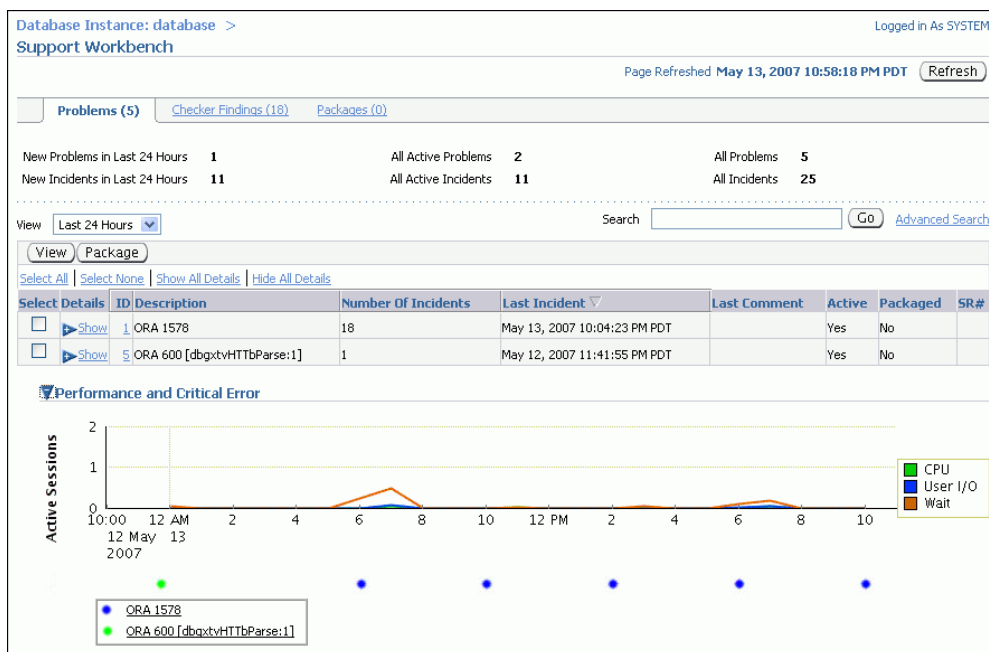 Database Instance: database >
Logged in As SYSTEM
Support Workbench
Page Refreshed May 13, 2007 10:58:18 PM PDT Refresh
Problems (5) Checker Findings (18) Packages (0)
New Problems in Last 24 Hours 1 All Active Problems 2 All Problems 5
New Incidents in Last 24 Hours 11 All Active Incidents 11 All Incidents 25
View Last 24 Hours Search Go Advanced Search
View Package
Select All | Select None | Show All Details | Hide All Details
Select Details ID Description Number Of Incidents Last Incident Last Comment Active Packaged SR#
Show 1 ORA 1578 18 May 13, 2007 10:04:23 PM PDT Yes No
Show 5 ORA 600 [dbgxtvHTTbParse:1] 1 May 12, 2007 11:41:55 PM PDT Yes No
Performance and Critical Error
Active Sessions
2
1
0
CPU
User I/O
Wait
10:00 12 AM 2 4 6 8 10 12 PM 2 4 6 8 10
12 May 13
2007
ORA 1578
ORA 600 [dbgxtvHTTbParse:1]